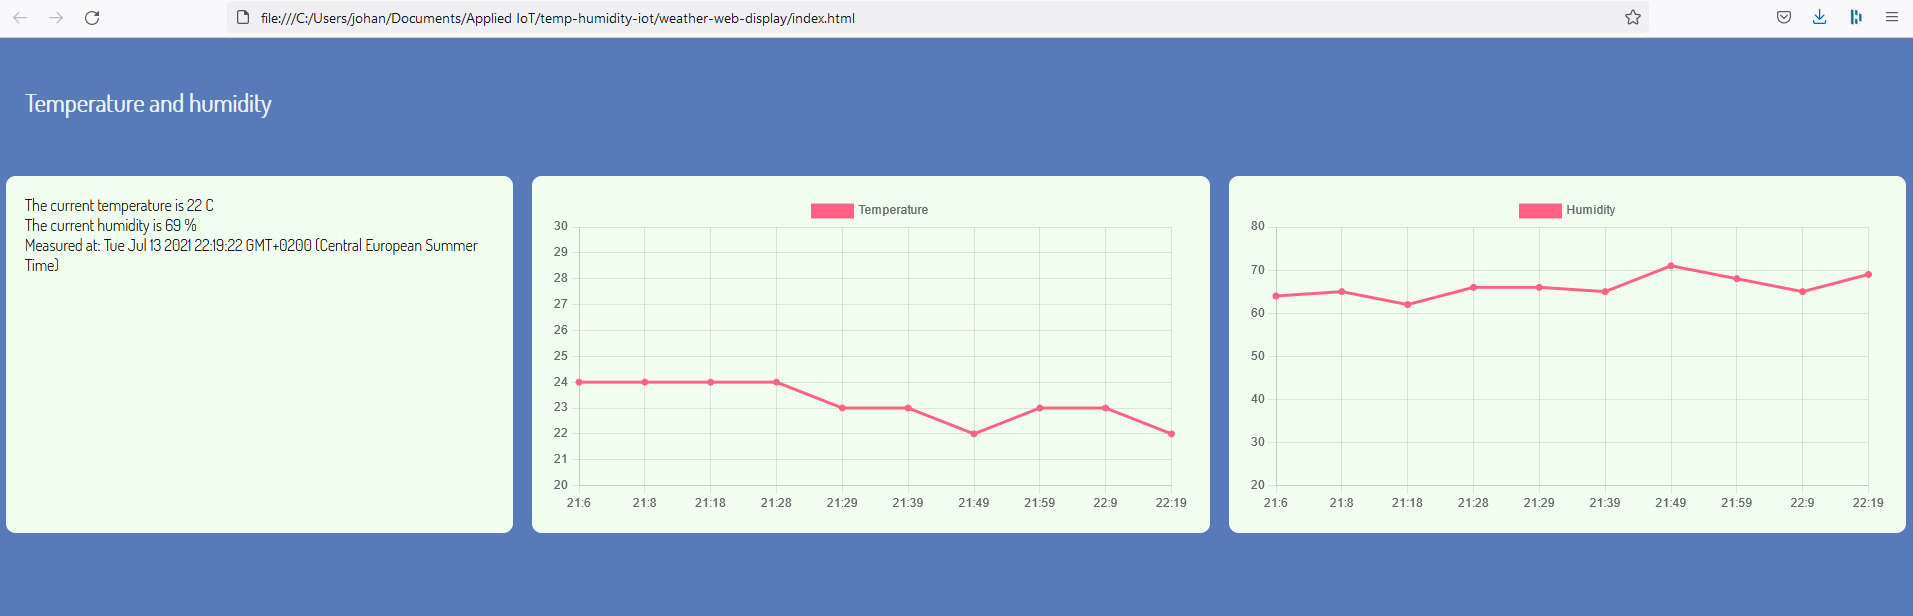 file:///C:/Users/johan/Documents/Applied IoT/temp-humidity-iot/weather-web-display/index.html
Temperature and humidity
The current temperature is 22 C
The current humidity is 69 %
Measured at: Tue Jul 13 2021 22:19:22 GMT+0200 (Central European Summer
Time)
Temperature
30
29
28
27
26
25
24
23
22
21
20
21:6 21:8 21:18 21:28 21:29 21:39 21:49 21:59 22:9 22:19
Humidity
80
70
60
50
40
30
20
21:6 21:8 21:18 21:28 21:29 21:39 21:49 21:59 22:9 22:19